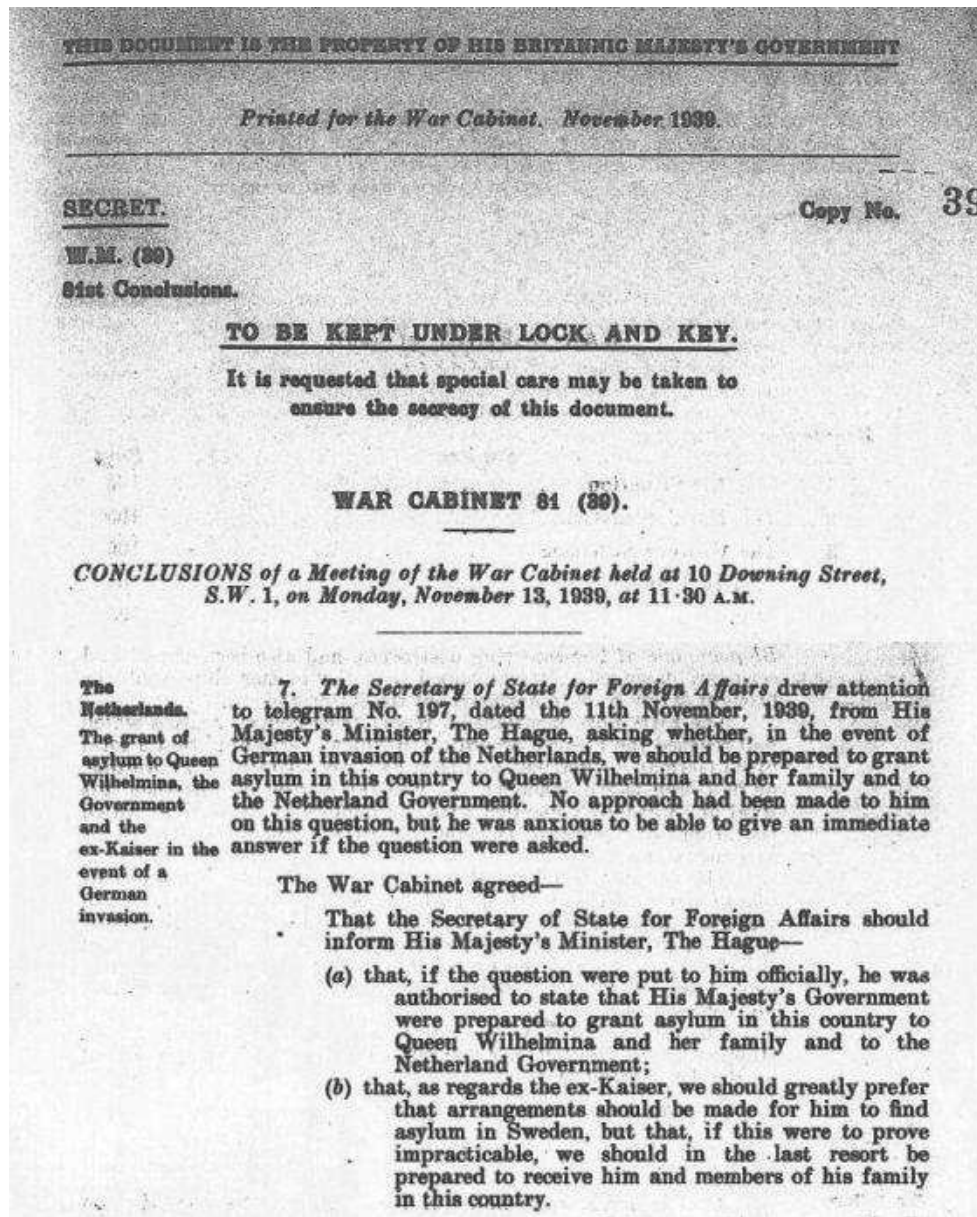 THIS DOCUMENT IS THE PROPERTY OF HIS BRITANNIC MAJESTY'S GOVERNMENT
Printed for the War Cabinet. November 1939.
SECRET.
Copy No. 39
W.M. (39)
81st Conclusions.
TO BE KEPT UNDER LOCK AND KEY.
It is requested that special care may be taken to
ensure the secrecy of this document.
WAR CABINET 81 (39).
CONCLUSIONS of a Meeting of the War Cabinet held at 10 Downing Street,
S.W. 1, on Monday, November 13, 1939, at 11·30 A.M.
The
Netherlands.
The grant of
asylum to Queen
Wilhelmina, the
Government
and the
ex-Kaiser in the
event of a
German
invasion.
7. The Secretary of State for Foreign Affairs drew attention
to telegram No. 197, dated the 11th November, 1939, from His
Majesty's Minister, The Hague, asking whether, in the event of
German invasion of the Netherlands, we should be prepared to grant
asylum in this country to Queen Wilhelmina and her family and to
the Netherland Government. No approach had been made to him
on this question, but he was anxious to be able to give an immediate
answer if the question were asked.
The War Cabinet agreed—
That the Secretary of State for Foreign Affairs should
inform His Majesty's Minister, The Hague—
(a) that, if the question were put to him officially, he was
authorised to state that His Majesty's Government
were prepared to grant asylum in this country to
Queen Wilhelmina and her family and to the
Netherland Government;
(b) that, as regards the ex-Kaiser, we should greatly prefer
that arrangements should be made for him to find
asylum in Sweden, but that, if this were to prove
impracticable, we should in the last resort be
prepared to receive him and members of his family
in this country.